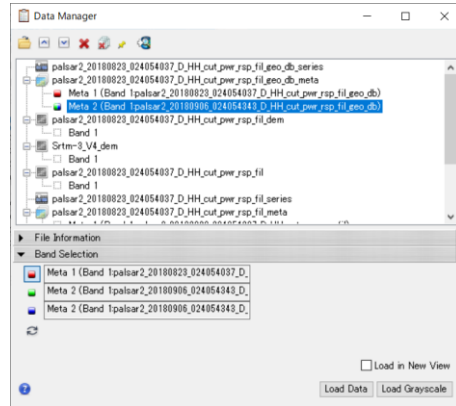 Data Manager
palsar2_20180823_024054037_D_HH_cut_pwr_rsp_fil_geo_db_series
palsar2_20180823_024054037_D_HH_cut_pwr_rsp_fil_geo_db_meta
Meta 1 (Band 1:palsar2_20180823_024054037_D_HH_cut_pwr_rsp_fil_geo_db)
Meta 2 (Band 1:palsar2_20180906_024054343_D_HH_cut_pwr_rsp_fil_geo_db)
palsar2_20180823_024054037_D_HH_cut_pwr_rsp_fil_dem
Band 1
Srtm-3_V4_dem
Band 1
palsar2_20180823_024054037_D_HH_cut_pwr_rsp_fil
Band 1
palsar2_20180823_024054037_D_HH_cut_pwr_rsp_fil_series
palsar2_20180823_024054037_D_HH_cut_pwr_rsp_fil_meta
File Information
Band Selection
Meta 1 (Band 1:palsar2_20180823_024054037_D_
Meta 2 (Band 1:palsar2_20180906_024054343_D_
Meta 2 (Band 1:palsar2_20180906_024054343_D_
Load in New View
Load Data
Load Grayscale